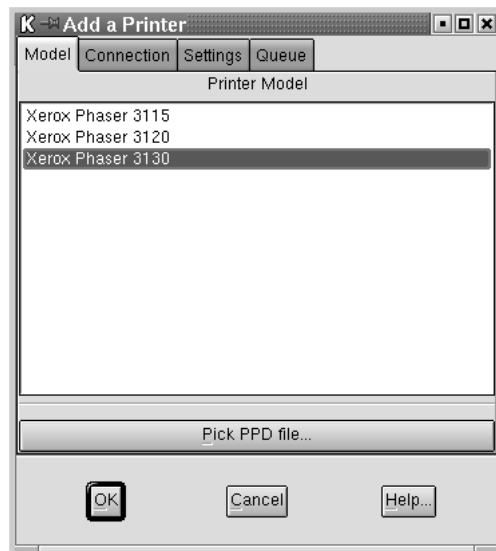 K Add a Printer
Model Connection Settings Queue
Printer Model
Xerox Phaser 3115
Xerox Phaser 3120
Xerox Phaser 3130
Pick PPD file...
OK Cancel Help...